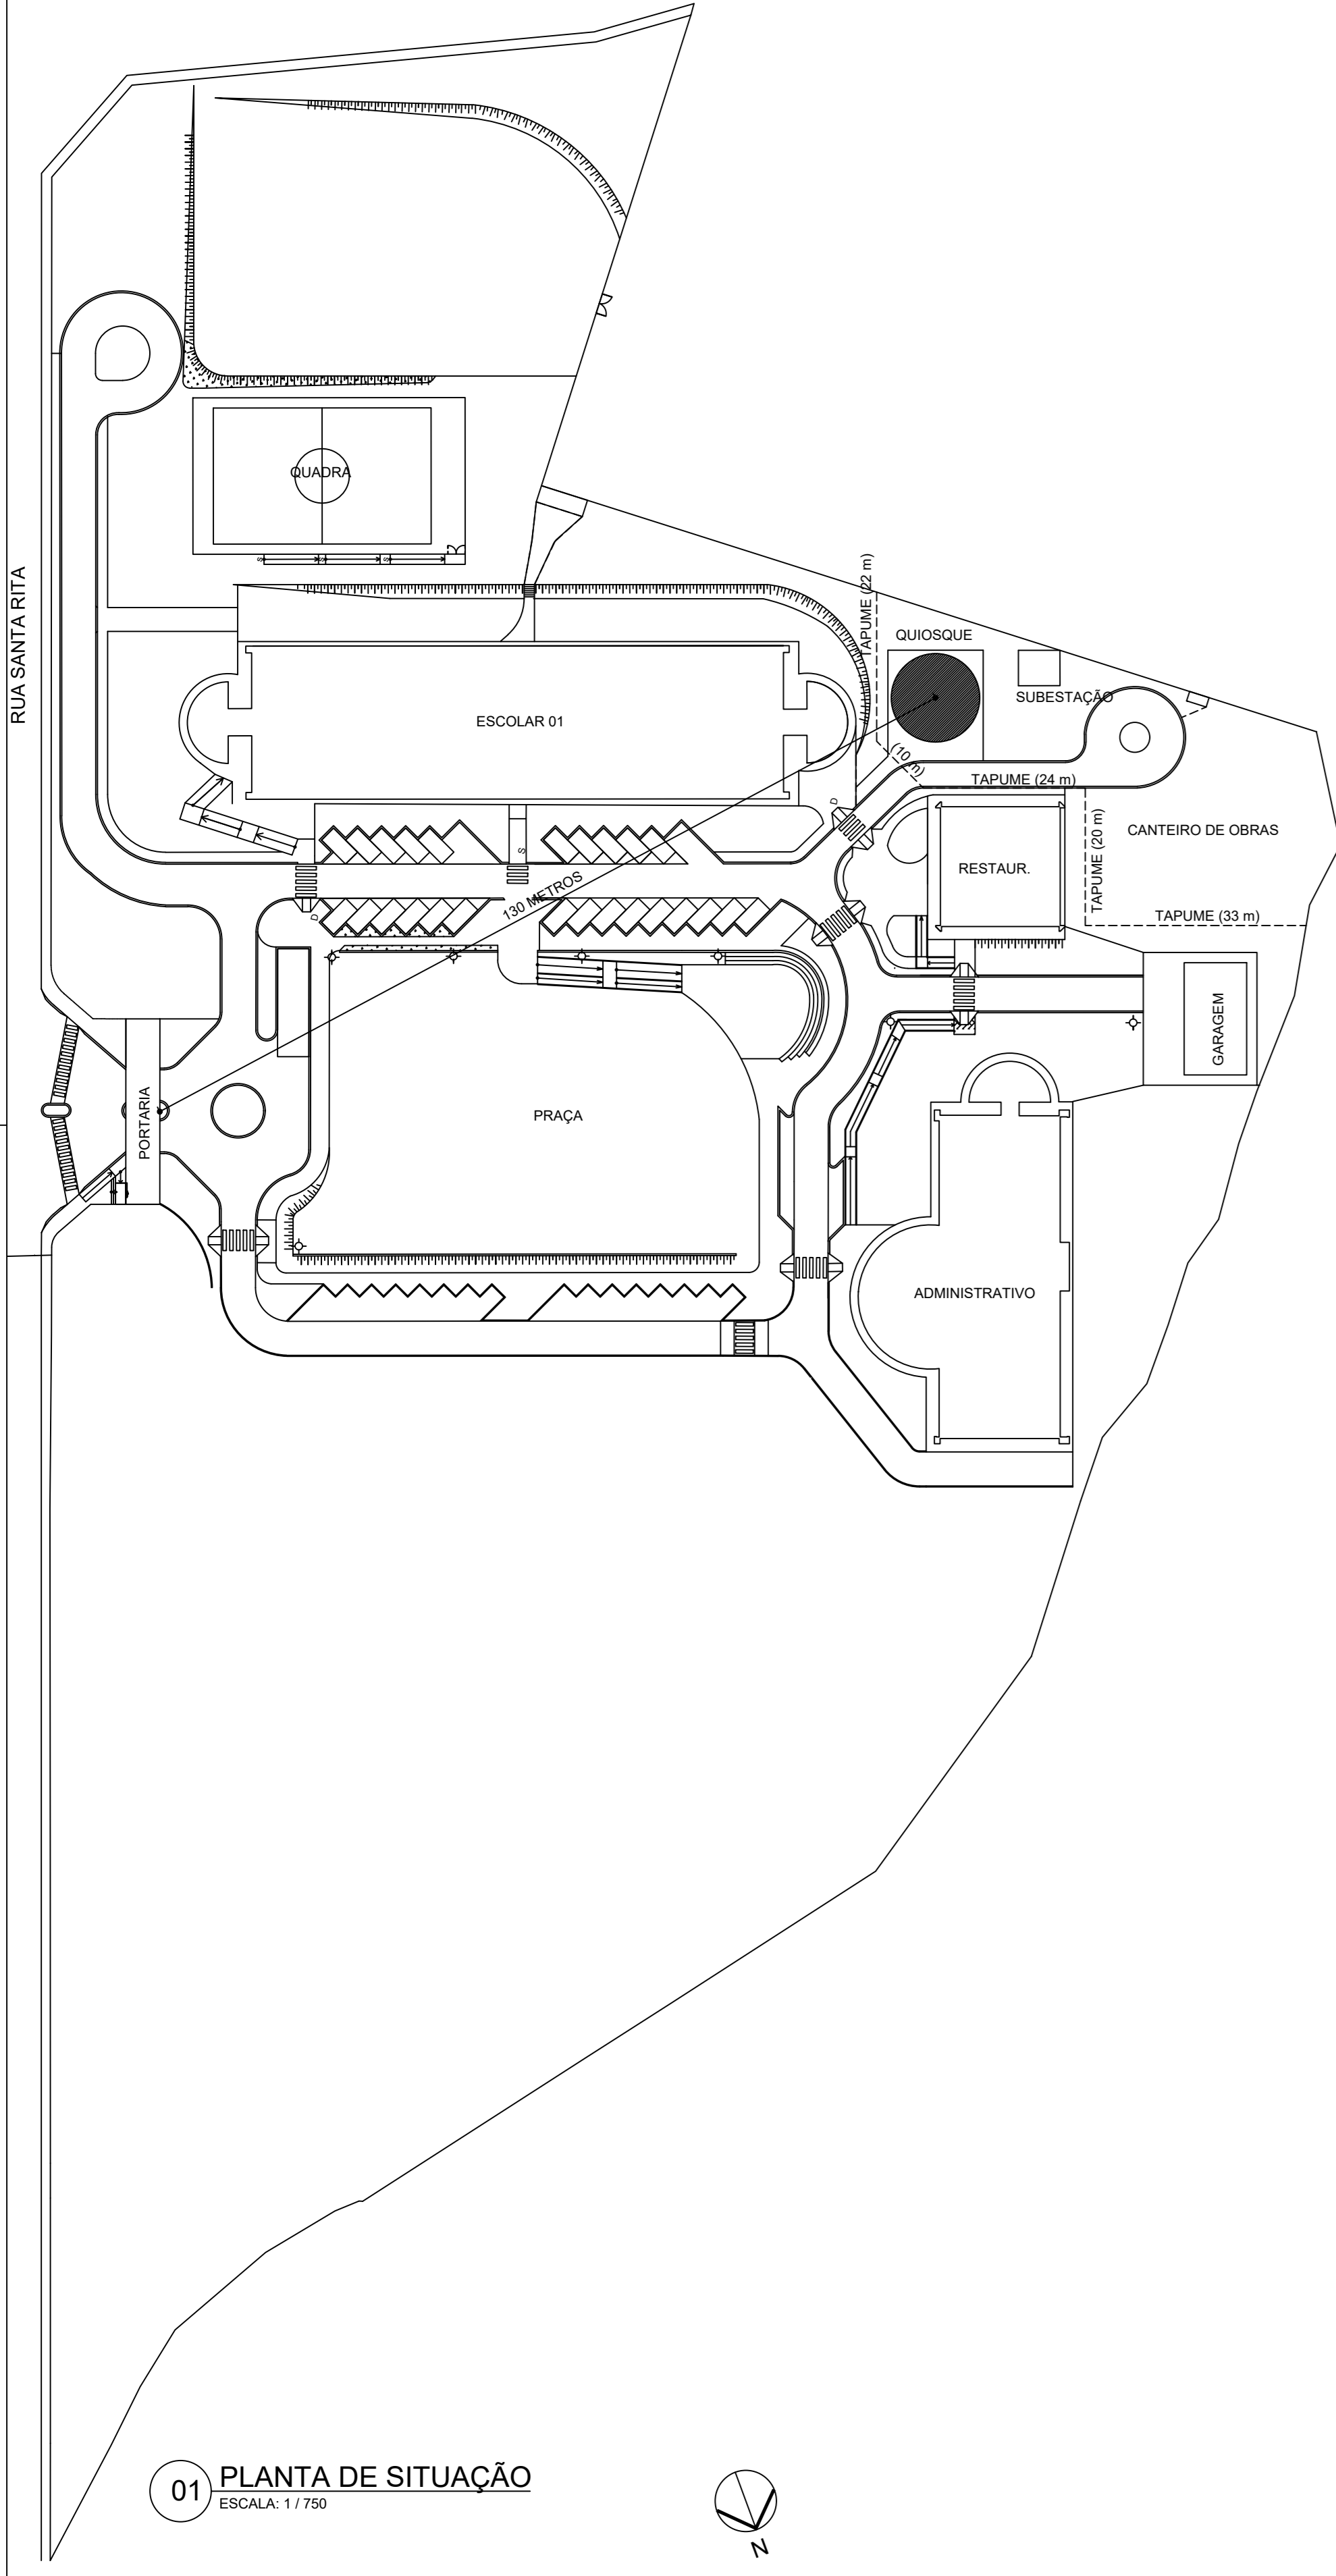 RUA SANTA RITA
QUADRA
S
S
S
TAPUME (22 m)
QUIOSQUE
SUBESTAÇÃO
ESCOLAR 01
(10 m)
TAPUME (24 m)
D
CANTEIRO DE OBRAS
TAPUME (20 m)
RESTAUR.
S
130 METROS
D
TAPUME (33 m)
GARAGEM
PORTARIA
PRAÇA
ADMINISTRATIVO
01
PLANTA DE SITUAÇÃO
ESCALA: 1 / 750
N